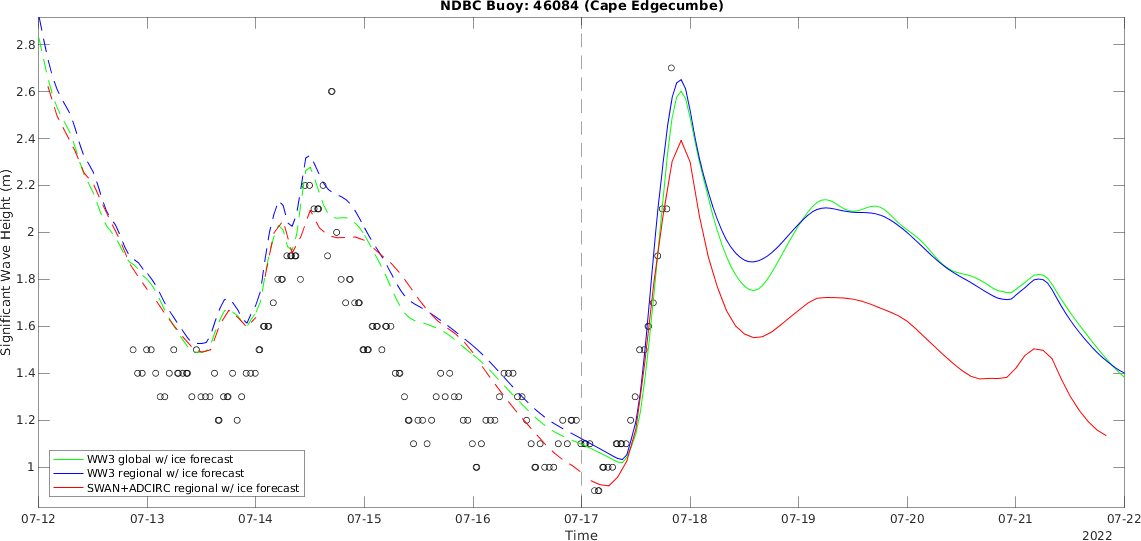 NDBC Buoy: 46084 (Cape Edgecumbe)
Significant Wave Height (m)
2.8
2.6
2.4
2.2
2
1.8
1.6
1.4
1.2
1
WW3 global w/ ice forecast
WW3 regional w/ ice forecast
SWAN+ADCIRC regional w/ ice forecast
07-12 07-13 07-14 07-15 07-16 07-17 07-18 07-19 07-20 07-21 07-22
Time
2022